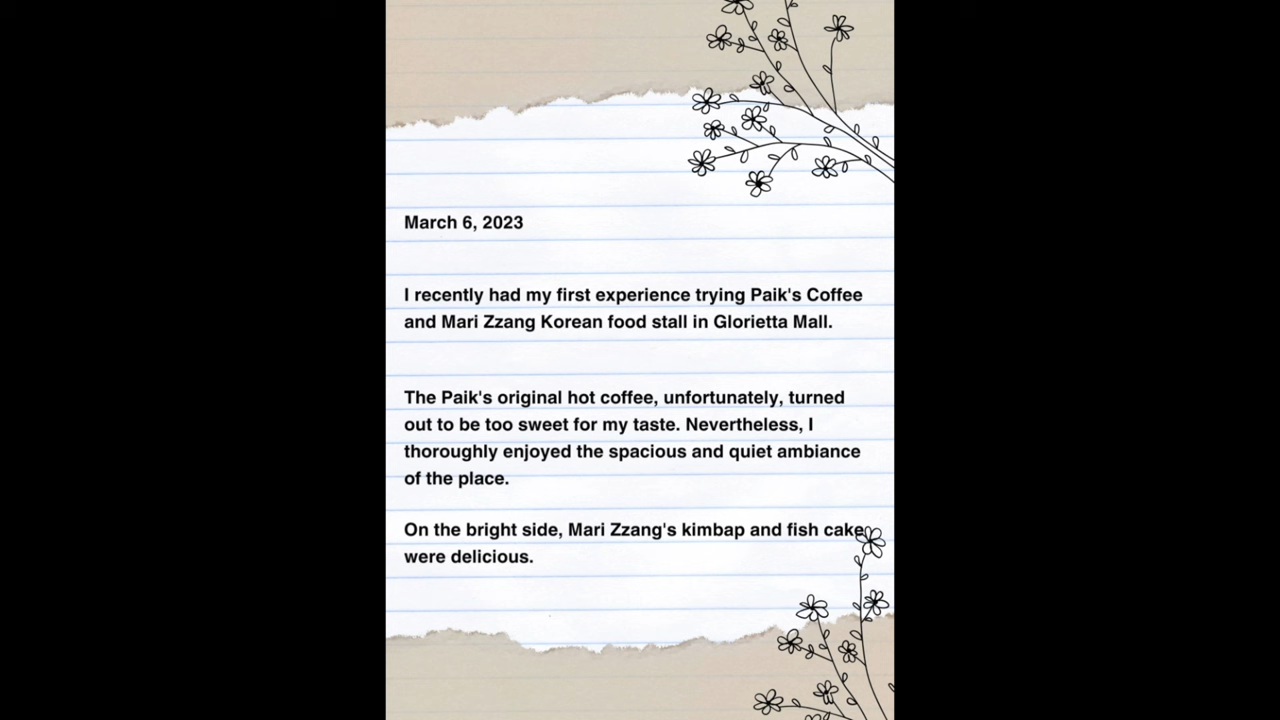 March 6, 2023
I recently had my first experience trying Paik's Coffee
and Mari Zzang Korean food stall in Glorietta Mall.
The Paik's original hot coffee, unfortunately, turned
out to be too sweet for my taste. Nevertheless, I
thoroughly enjoyed the spacious and quiet ambiance
of the place.
On the bright side, Mari Zzang's kimbap and fish cake
were delicious.